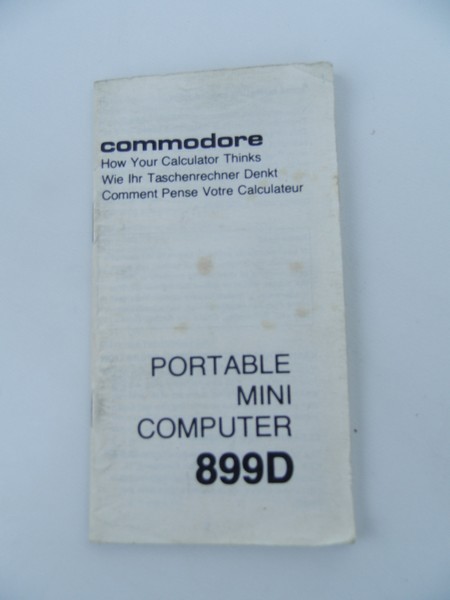 commodore
How Your Calculator Thinks
Wie Ihr Taschenrechner Denkt
Comment Pense Votre Calculateur
PORTABLE
MINI
COMPUTER
899D